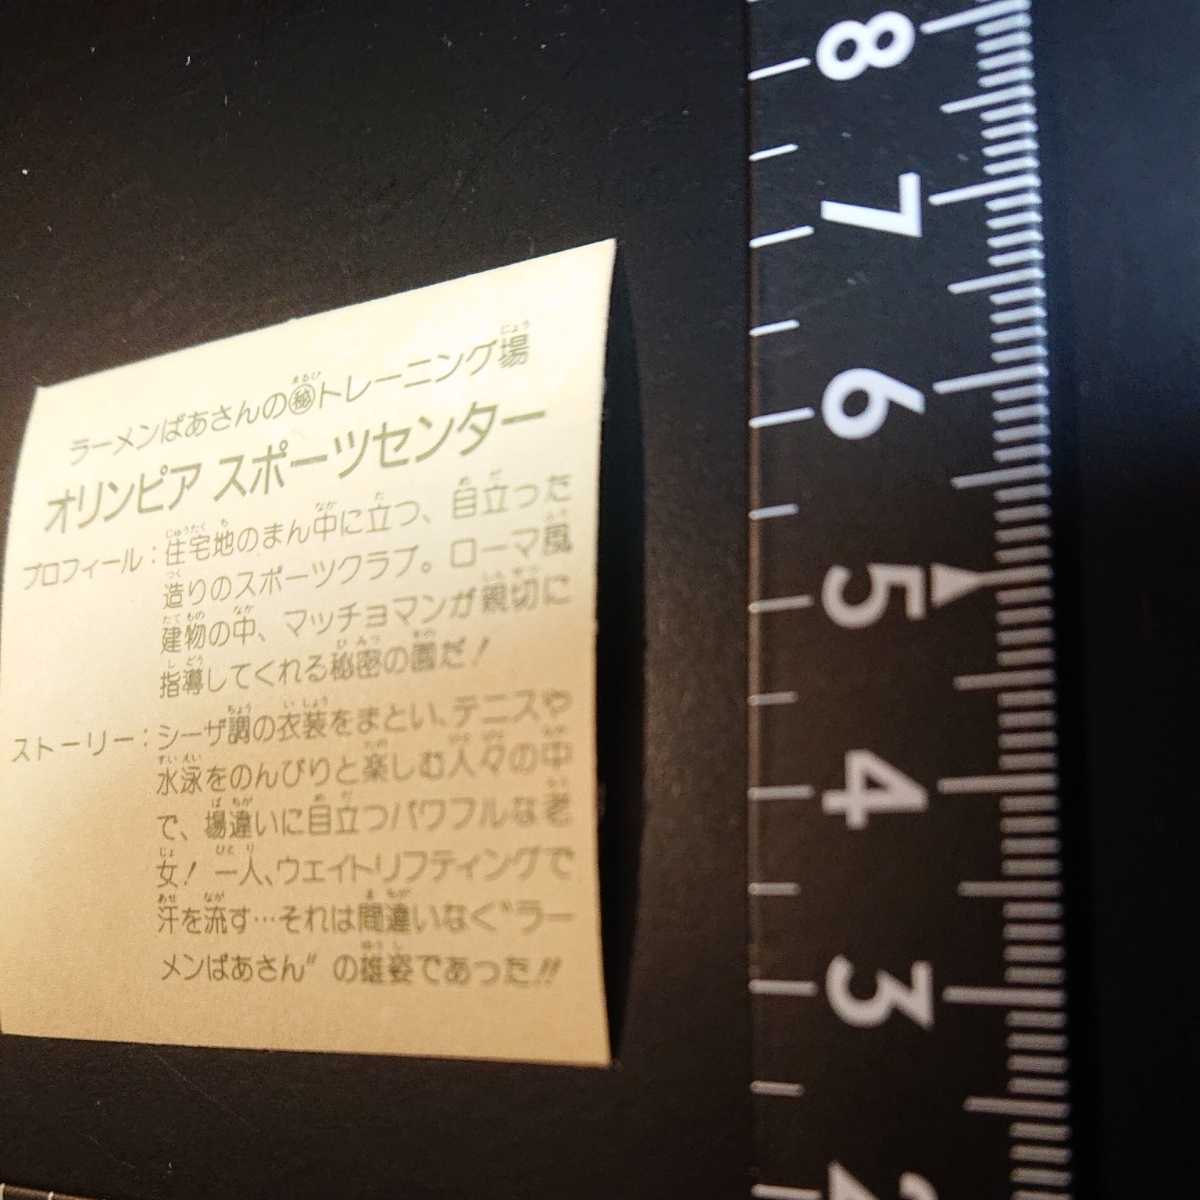 ラーメンばあさんの㊙トレーニング場
オリンピア スポーツセンター
プロフィール：住宅地のまん中に立つ、目立った
造りのスポーツクラブ。ローマ風
建物の中、マッチョマンが親切に
指導してくれる秘密の園だ！
ストーリー：シーザ調の衣装をまとい、テニスや
水泳をのんびりと楽しむ人々の中
で、場違いに目立つパワフルな老
女！一人、ウェイトリフティングで
汗を流す…それは間違いなく“ラー
メンばあさん”の雄姿であった!!
8
7
6
5
4
3
2